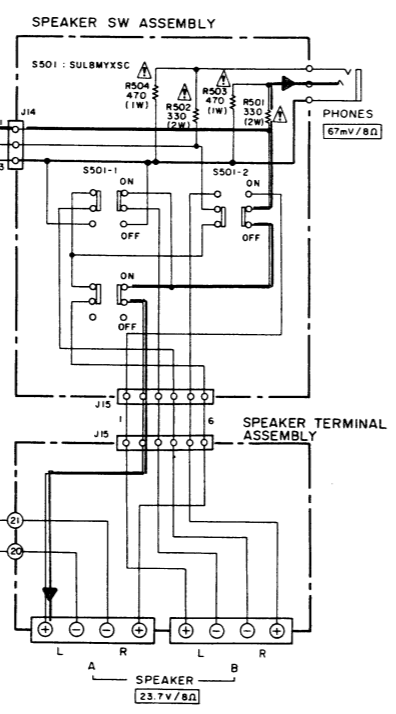 SPEAKER SW ASSEMBLY
S501 : SUL8MYXSC
R504
470
(1W)
R502
330
(2W)
R503
470
(1W)
R501
330
(2W)
PHONES
67mV/8Ω
J14
3
S501-1
S501-2
ON
ON
OFF
OFF
ON
OFF
J15
1
6
J15
SPEAKER TERMINAL
ASSEMBLY
21
20
+ − − + + − − +
L R L R
A B
SPEAKER
23.7V/8Ω